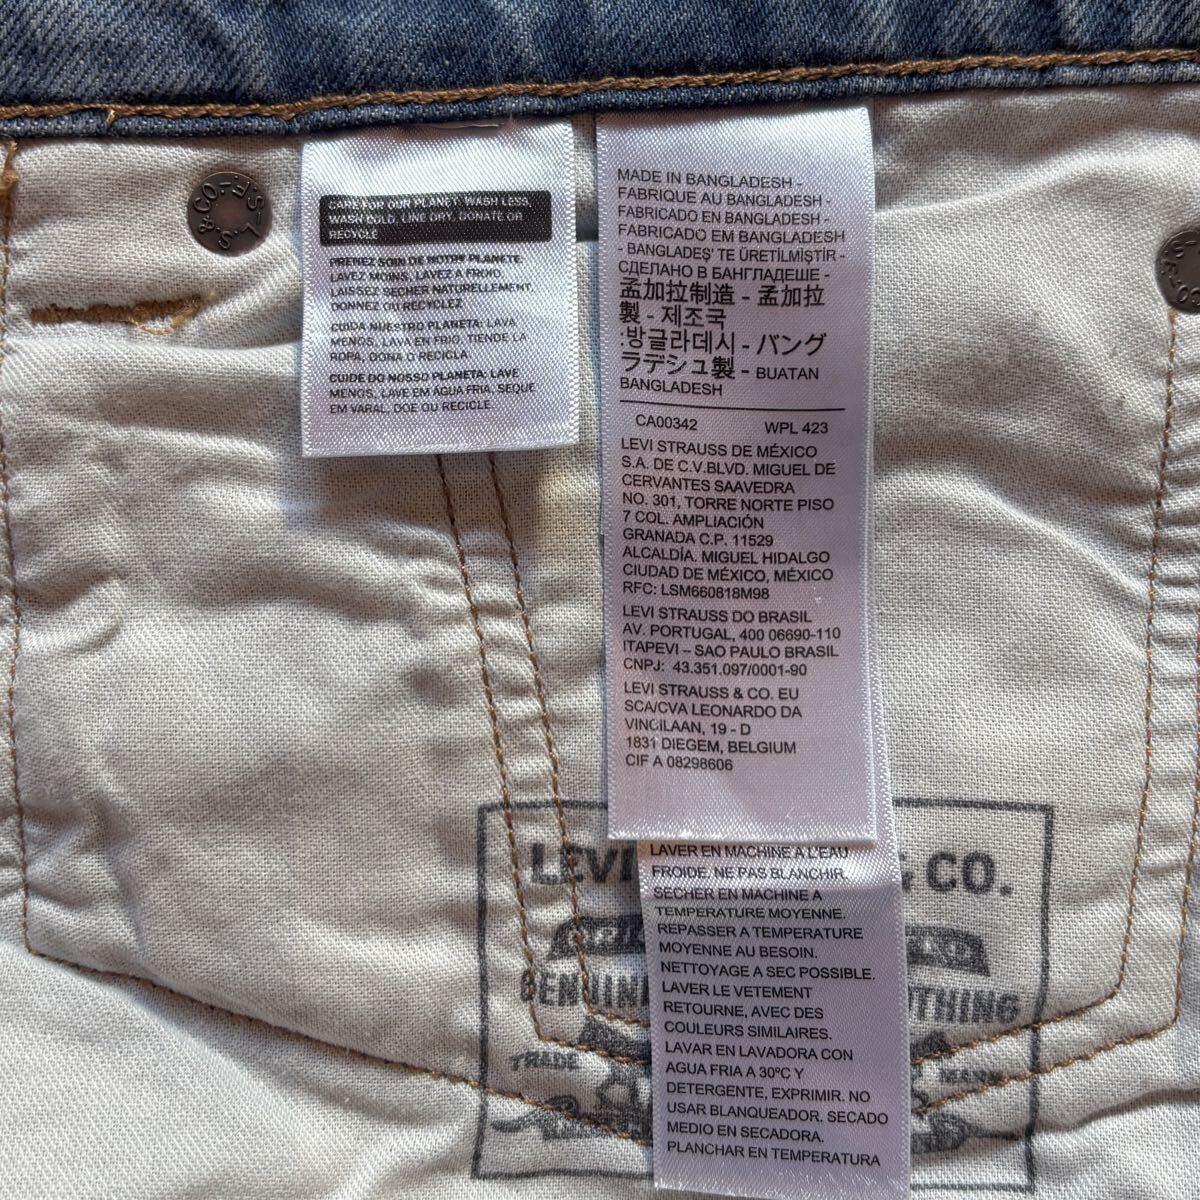 CARE FOR OUR PLANET: WASH LESS,
WASH COLD, LINE DRY, DONATE OR
RECYCLE
PRENEZ SOIN DE NOTRE PLANETE:
LAVEZ MOINS, LAVEZ A FROID,
LAISSEZ SECHER NATURELLEMENT,
DONNEZ OU RECYCLEZ
CUIDA NUESTRO PLANETA: LAVA
MENOS, LAVA EN FRIO, TIENDE LA
ROPA, DONA O RECICLA.
CUIDE DO NOSSO PLANETA: LAVE
MENOS, LAVE EM ÁGUA FRIA, SEQUE
EM VARAL, DOE OU RECICLE.
MADE IN BANGLADESH -
FABRIQUE AU BANGLADESH -
FABRICADO EN BANGLADESH -
FABRICADO EM BANGLADESH
- BANGLADEŞ' TE ÜRETİLMİŞTİR -
СДЕЛАНО В БАНГЛАДЕШЕ -
孟加拉制造 - 孟加拉
製 - 제조국
:방글라데시 - バング
ラデシュ製 - BUATAN
BANGLADESH
CA00342 WPL 423
LEVI STRAUSS DE MÉXICO
S.A. DE C.V.BLVD. MIGUEL DE
CERVANTES SAAVEDRA
NO. 301, TORRE NORTE PISO
7 COL. AMPLIACIÓN
GRANADA C.P. 11529
ALCALDÍA. MIGUEL HIDALGO
CIUDAD DE MÉXICO, MÉXICO
RFC: LSM660818M98
LEVI STRAUSS DO BRASIL
AV. PORTUGAL, 400 06690-110
ITAPEVI – SAO PAULO BRASIL
CNPJ: 43.351.097/0001-90
LEVI STRAUSS & CO. EU
SCA/CVA LEONARDO DA
VINCILAAN, 19 - D
1831 DIEGEM, BELGIUM
CIF A 08298606
LAVER EN MACHINE A L'EAU
FROIDE. NE PAS BLANCHIR.
SECHER EN MACHINE A
TEMPERATURE MOYENNE.
REPASSER A TEMPERATURE
MOYENNE AU BESOIN.
NETTOYAGE A SEC POSSIBLE.
LAVER LE VETEMENT
RETOURNE, AVEC DES
COULEURS SIMILAIRES.
LAVAR EN LAVADORA CON
AGUA FRIA A 30ºC Y
DETERGENTE, EXPRIMIR. NO
USAR BLANQUEADOR. SECADO
MEDIO EN SECADORA.
PLANCHAR EN TEMPERATURA
LEVI & CO.
GENUINE
TRADE MARK